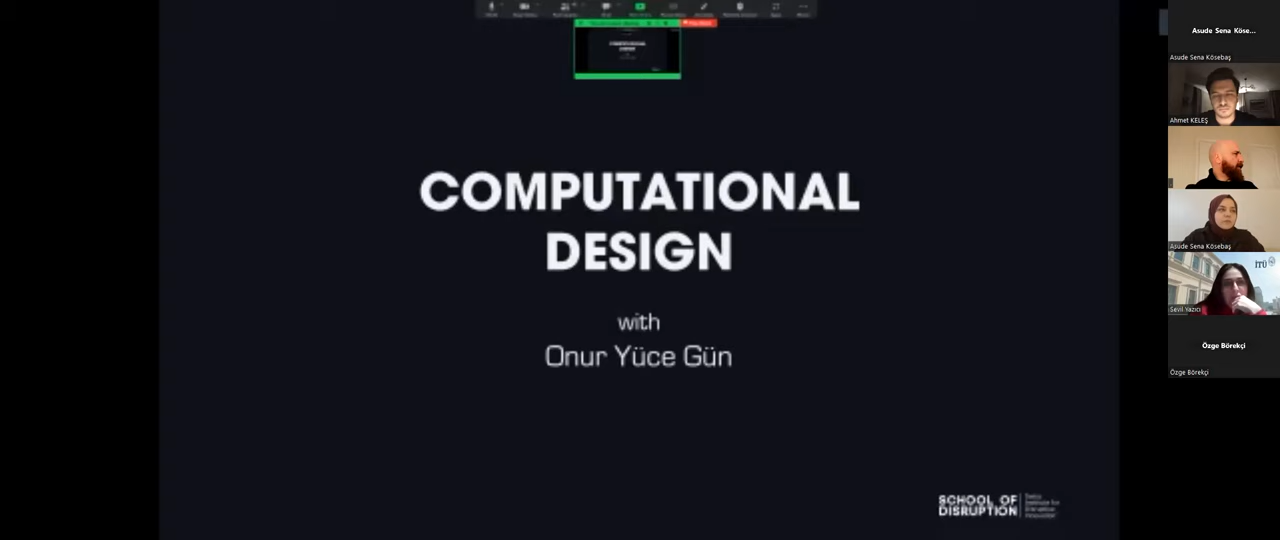 COMPUTATIONAL
DESIGN
with
Onur Yüce Gün
SCHOOL OF
DISRUPTION
Asude Sena Köse...
Asude Sena Kösebaş
Ahmet KELEŞ
Asude Sena Kösebaş
İTÜ
Sevil Yazıcı
Özge Börekçi
Özge Börekçi